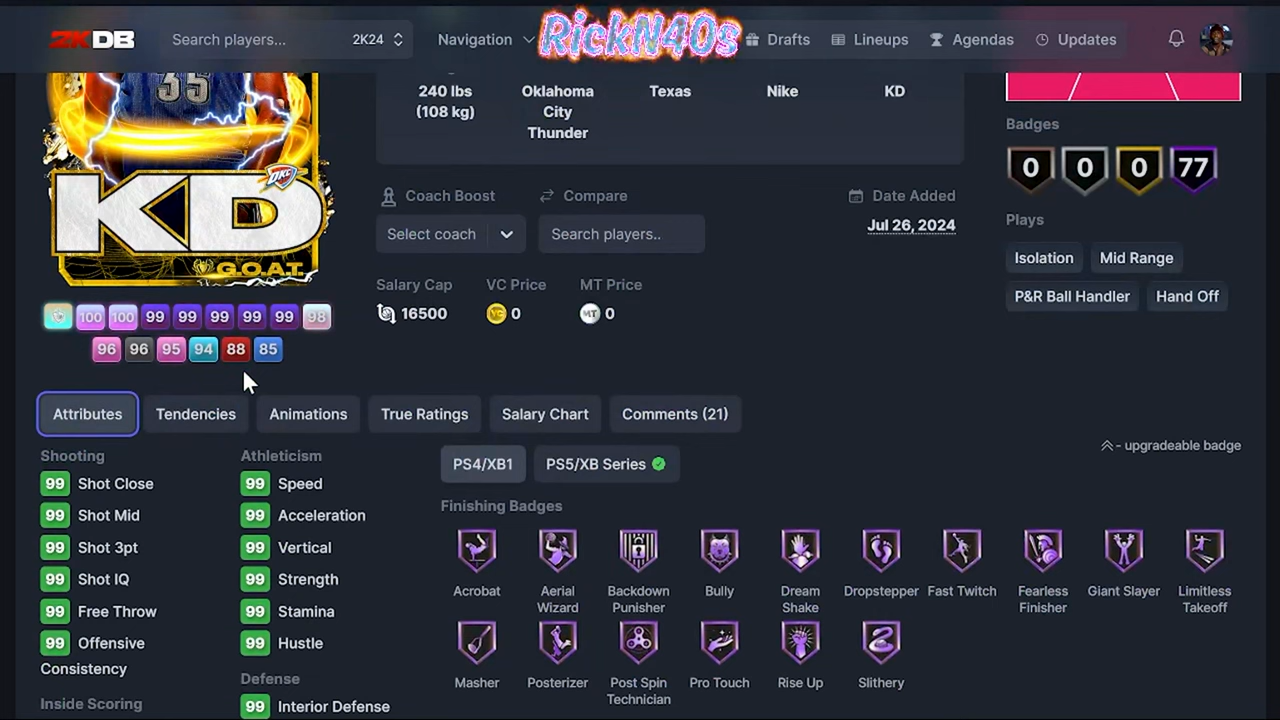 2KDB
Search players...
2K24
Navigation
RickN40s
Drafts
Lineups
Agendas
Updates
35
KD
OKC
G.O.A.T.
240 lbs
(108 kg)
Oklahoma
City
Thunder
Texas
Nike
KD
Badges
0 0 0 77
Coach Boost
Compare
Date Added
Select coach
Search players..
Jul 26, 2024
Salary Cap
VC Price
MT Price
16500
VC 0
MT 0
Plays
Isolation
Mid Range
P&R Ball Handler
Hand Off
100 100 99 99 99 99 99 98
96 96 95 94 88 85
Attributes
Tendencies
Animations
True Ratings
Salary Chart
Comments (21)
PS4/XB1
PS5/XB Series
- upgradeable badge
Shooting
99 Shot Close
99 Shot Mid
99 Shot 3pt
99 Shot IQ
99 Free Throw
99 Offensive
Consistency
Inside Scoring
Athleticism
99 Speed
99 Acceleration
99 Vertical
99 Strength
99 Stamina
99 Hustle
Defense
99 Interior Defense
Finishing Badges
Acrobat
Aerial
Wizard
Backdown
Punisher
Bully
Dream
Shake
Dropstepper
Fast Twitch
Fearless
Finisher
Giant Slayer
Limitless
Takeoff
Masher
Posterizer
Post Spin
Technician
Pro Touch
Rise Up
Slithery